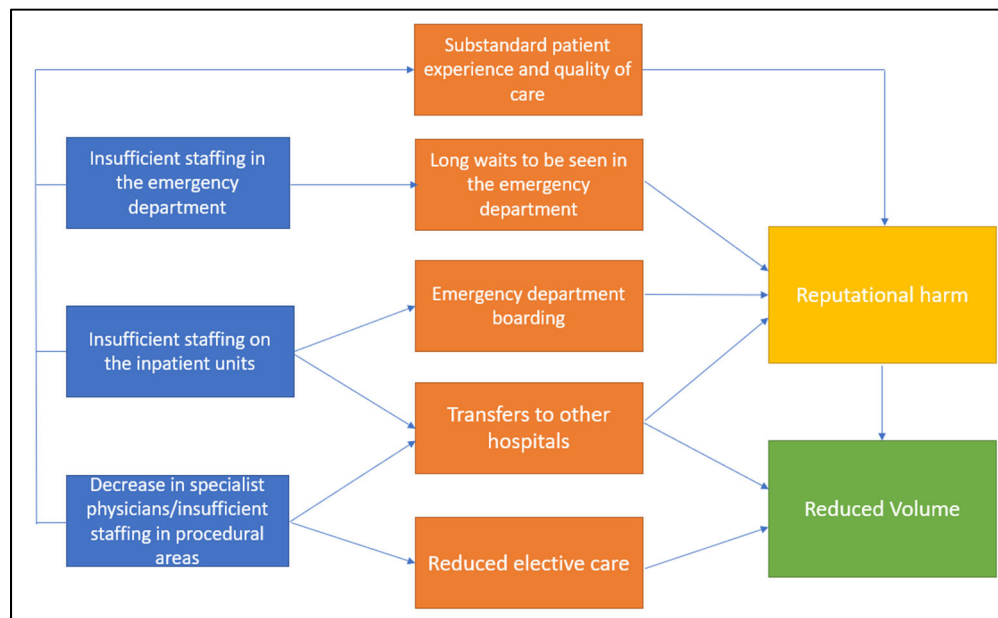 Substandard patient
experience and quality of
care
Insufficient staffing in
the emergency
department
Long waits to be seen in
the emergency
department
Reputational harm
Emergency department
boarding
Insufficient staffing on
the inpatient units
Transfers to other
hospitals
Decrease in specialist
physicians/insufficient
staffing in procedural
areas
Reduced Volume
Reduced elective care